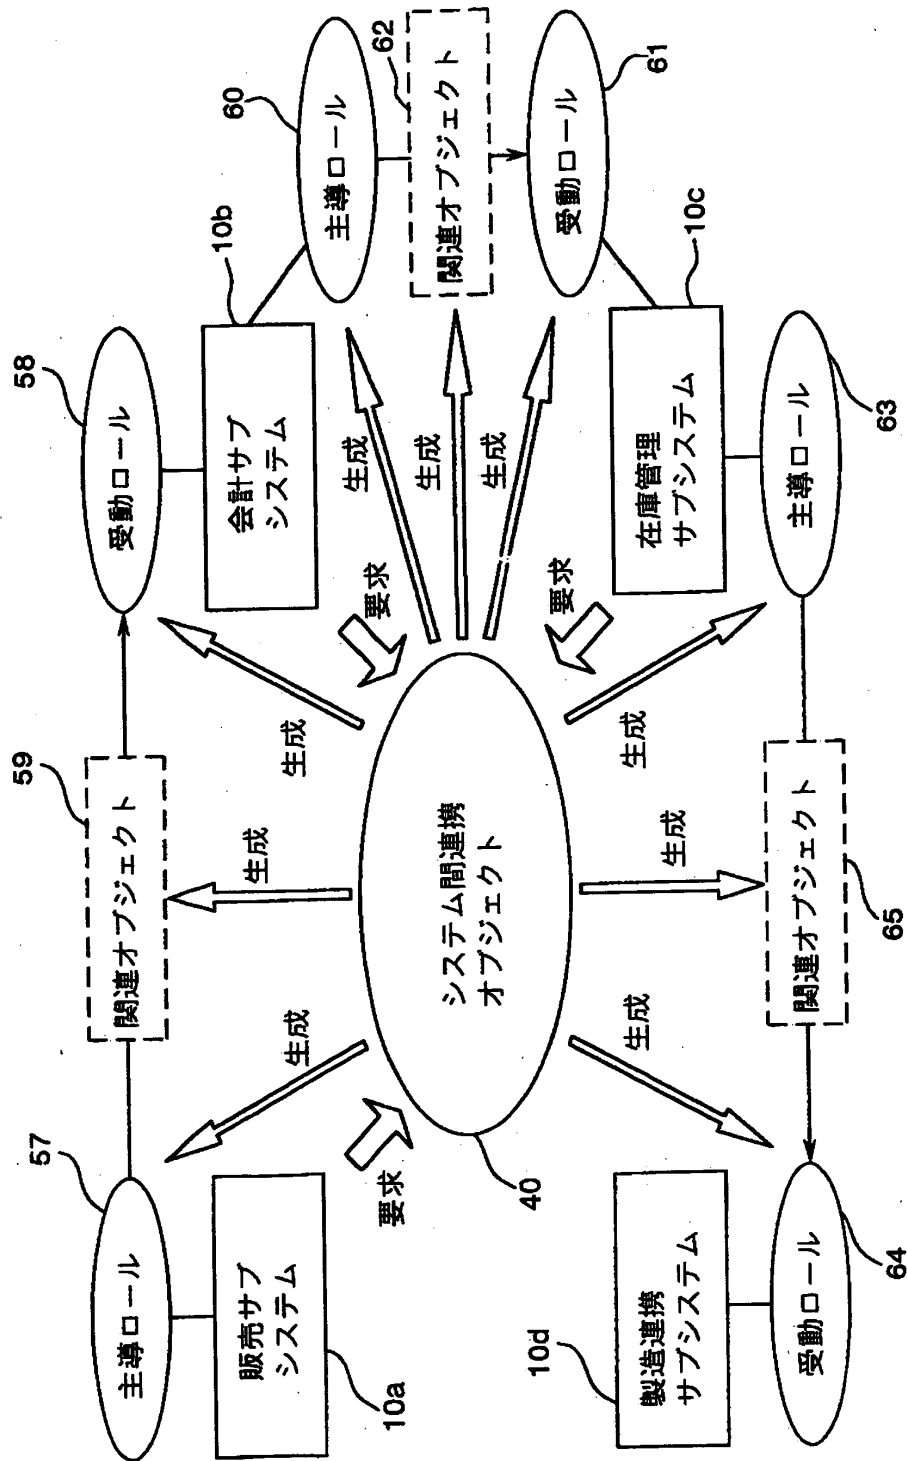 57
主導ロール
販売サブ
システム
10a
59
関連オブジェクト
58
受動ロール
会計サブ
システム
10b
60
主導ロール
62
関連オブジェクト
受動ロール
61
在庫管理
サブシステム
10c
主導ロール
63
関連オブジェクト
65
受動ロール
64
製造連携
サブシステム
10d
システム間連携
オブジェクト
40
要求
要求
要求
生成
生成
生成
生成
生成
生成
生成
生成
生成